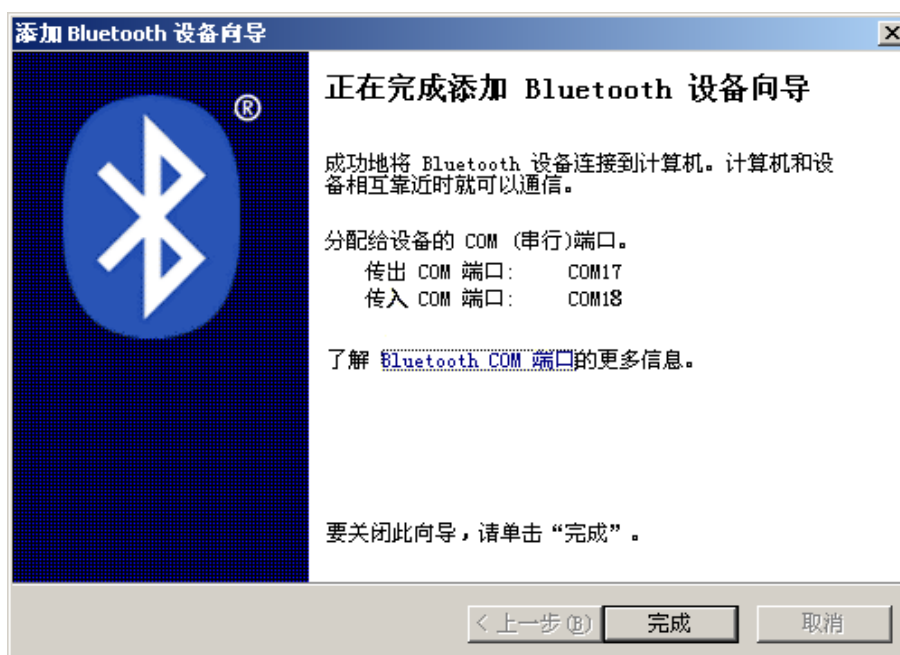 添加 Bluetooth 设备向导
®
正在完成添加 Bluetooth 设备向导
成功地将 Bluetooth 设备连接到计算机。计算机和设
备相互靠近时就可以通信。
分配给设备的 COM (串行)端口。
传出 COM 端口: COM17
传入 COM 端口: COM18
了解 Bluetooth COM 端口的更多信息。
要关闭此向导，请单击“完成”。
< 上一步(B) 完成 取消